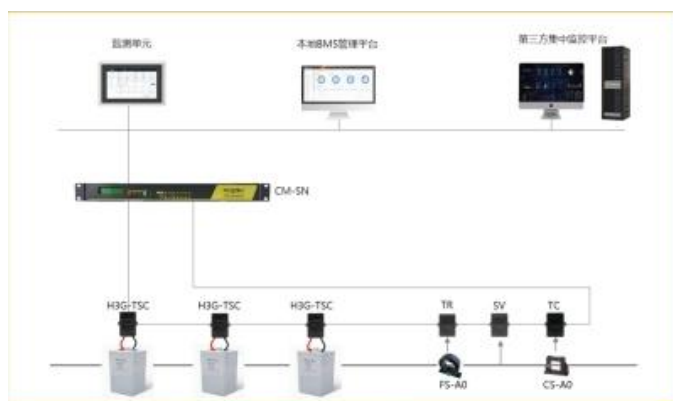 监测单元
本地BMS管理平台
第三方集中监控平台
CM-SN
H3G-TSC
H3G-TSC
H3G-TSC
TR
SV
TC
FS-A0
CS-A0